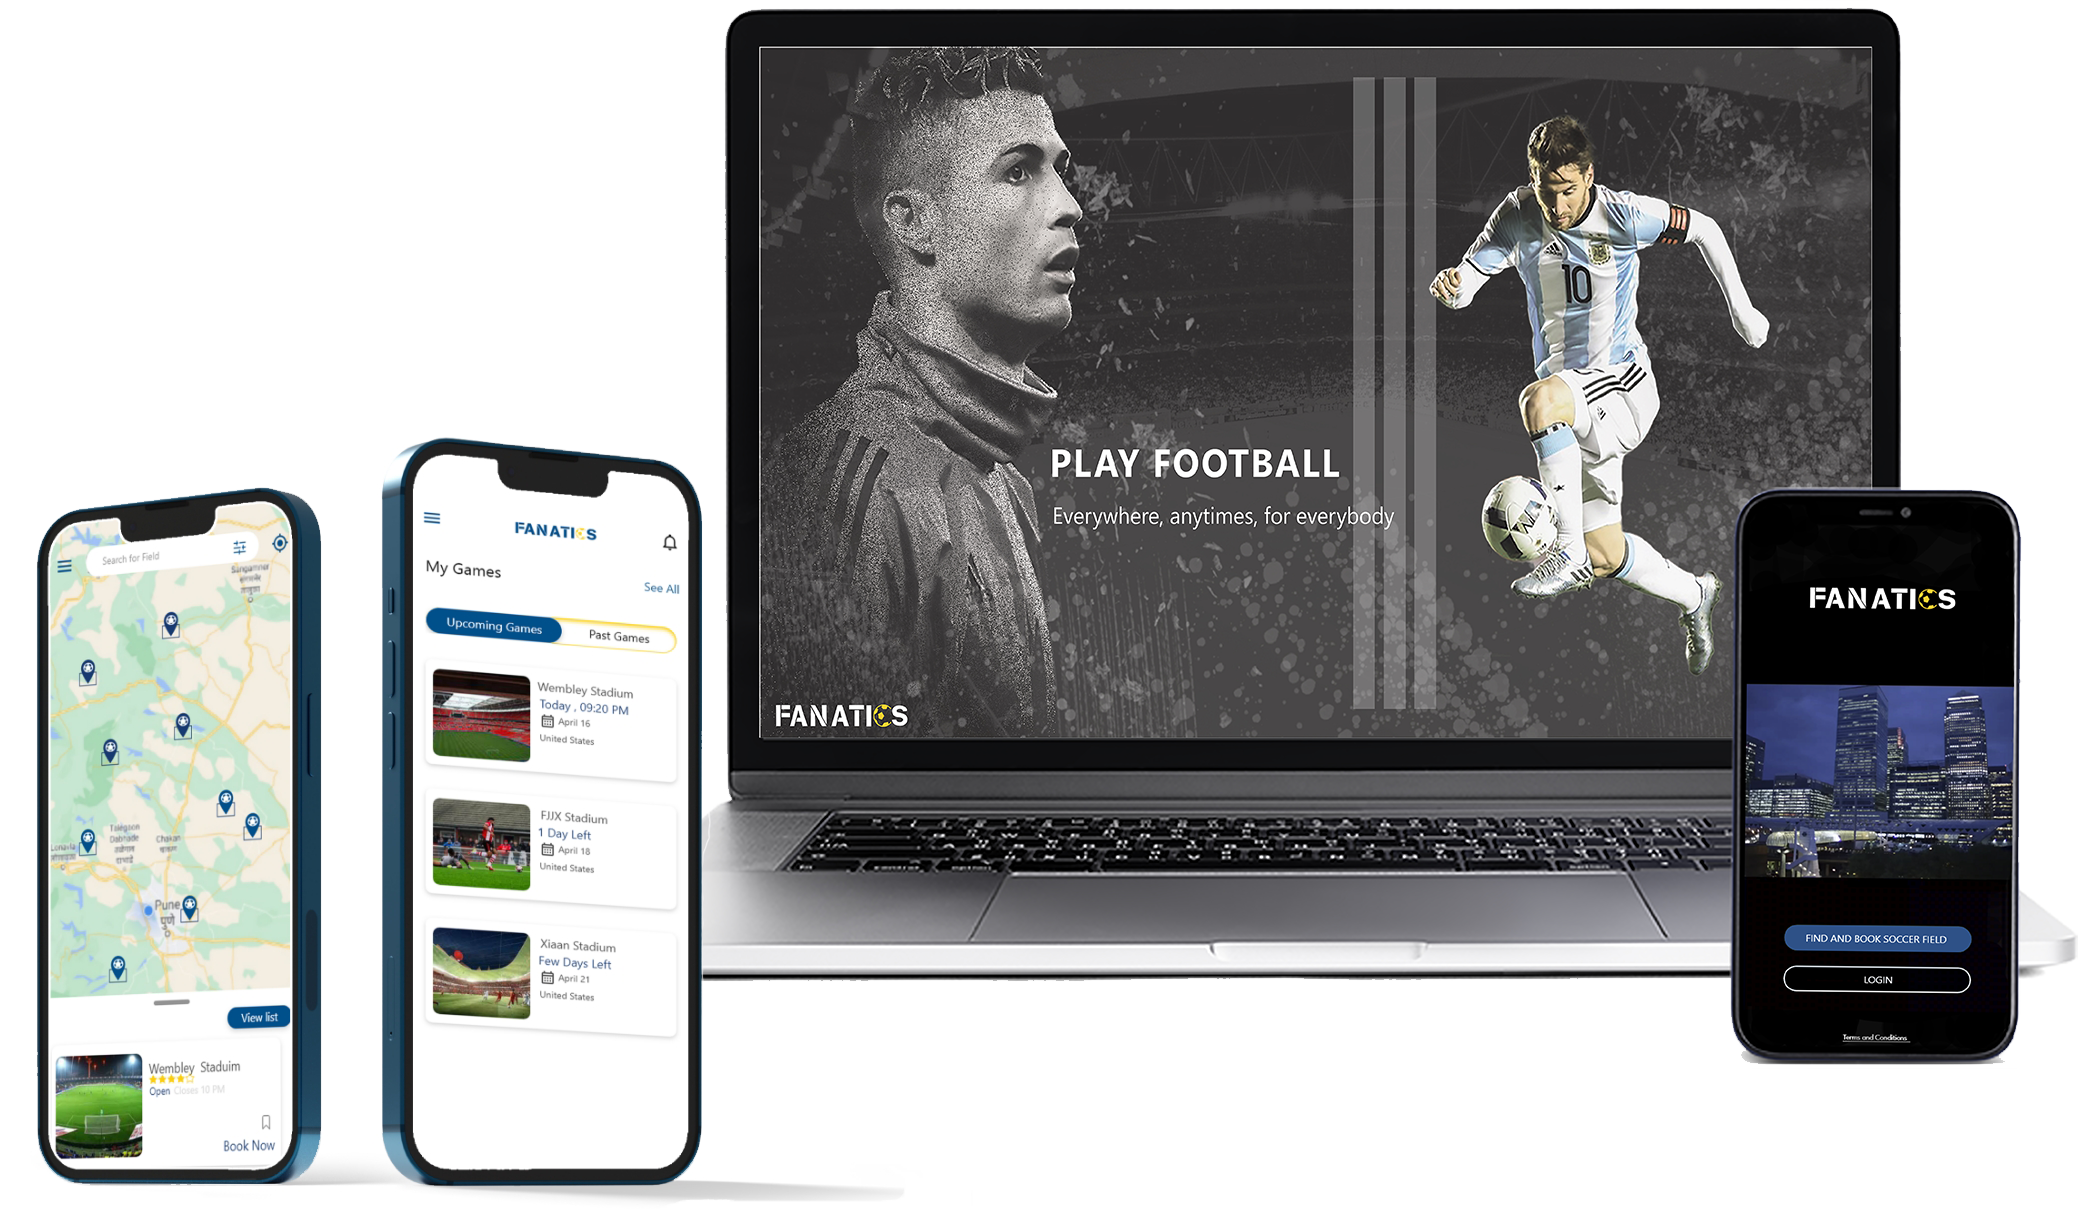 Search for Field
Sangamner
Talegaon
Dabhade
Chakan
Lonavla
Pune
पुणे
View list
Wembley Staduim
Open Closes 10 PM
Book Now
FANATICS
My Games
See All
Upcoming Games
Past Games
Wembley Stadium
Today , 09:20 PM
April 16
United States
FJJX Stadium
1 Day Left
April 18
United States
Xiaan Stadium
Few Days Left
April 21
United States
10
PLAY FOOTBALL
Everywhere, anytimes, for everybody
FANATICS
FANATICS
FIND AND BOOK SOCCER FIELD
LOGIN
Terms and Conditions